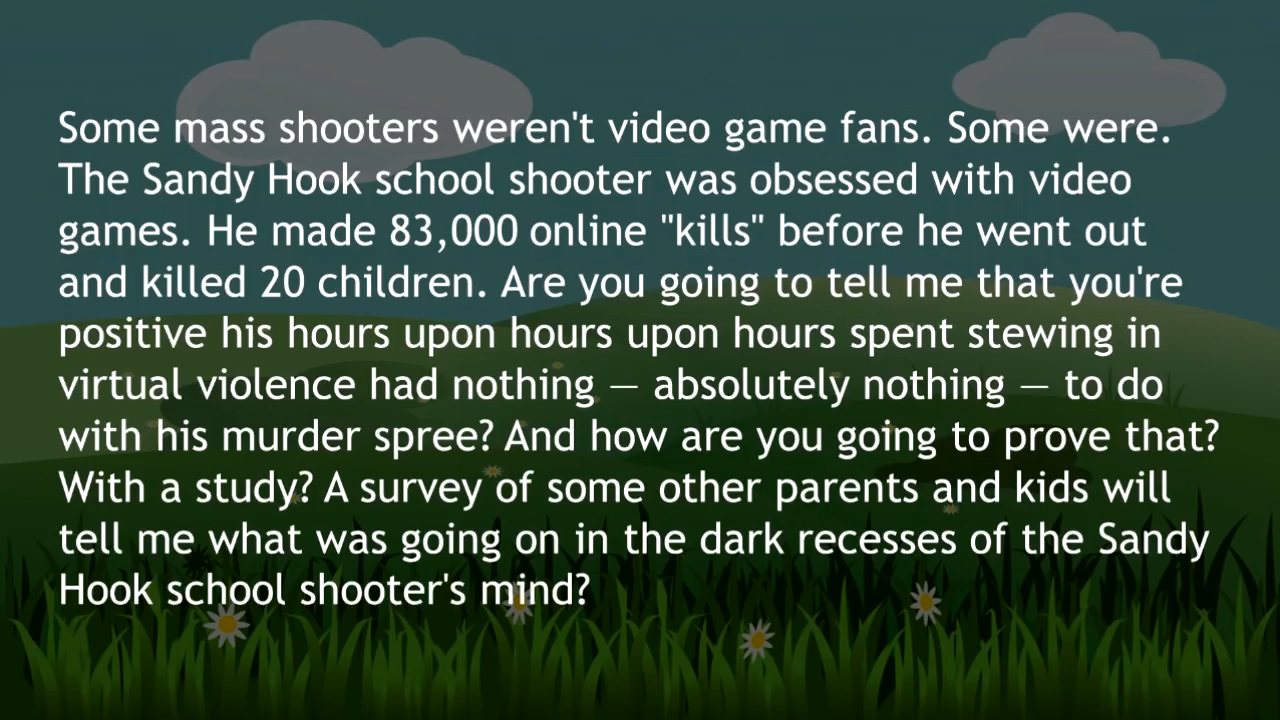 Some mass shooters weren't video game fans. Some were.
The Sandy Hook school shooter was obsessed with video
games. He made 83,000 online "kills" before he went out
and killed 20 children. Are you going to tell me that you're
positive his hours upon hours upon hours spent stewing in
virtual violence had nothing — absolutely nothing — to do
with his murder spree? And how are you going to prove that?
With a study? A survey of some other parents and kids will
tell me what was going on in the dark recesses of the Sandy
Hook school shooter's mind?